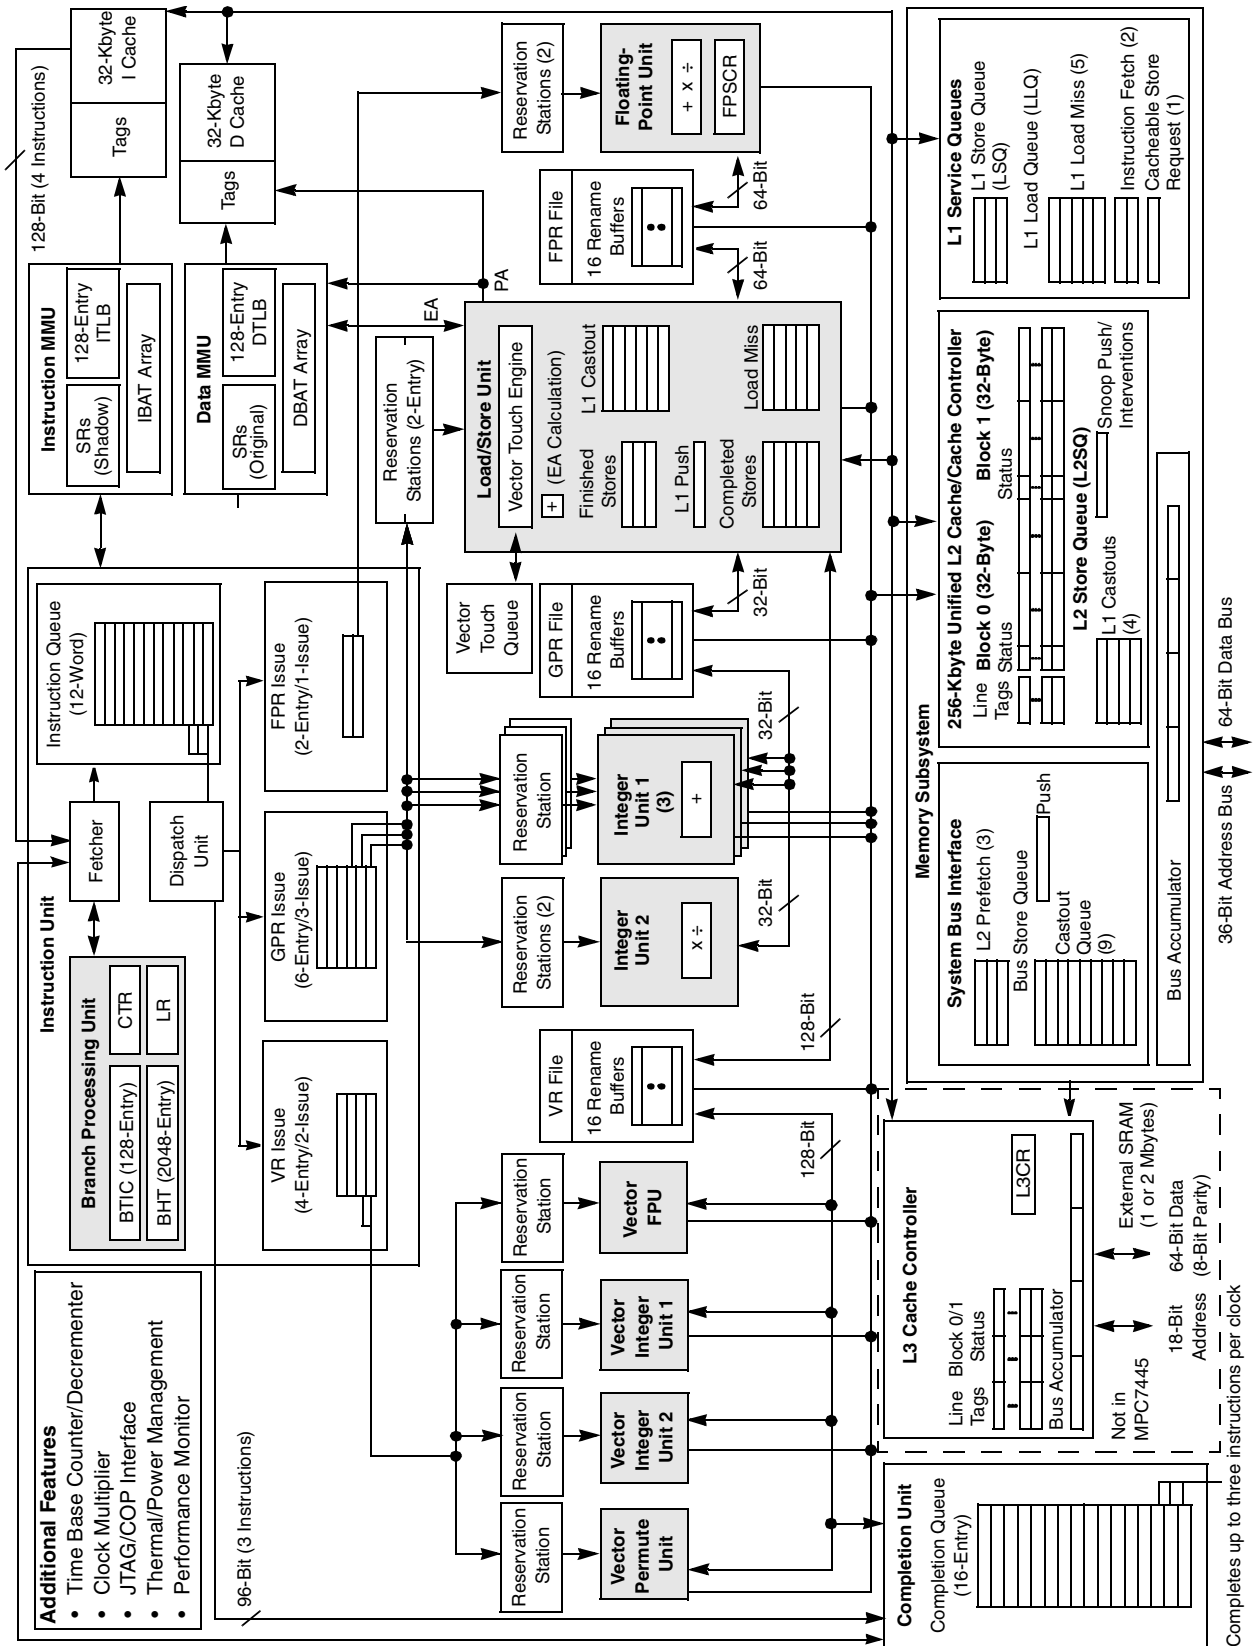 Additional Features
• Time Base Counter/Decrementer
• Clock Multiplier
• JTAG/COP Interface
• Thermal/Power Management
• Performance Monitor
96-Bit (3 Instructions)
Instruction Unit
Branch Processing Unit
BTIC (128-Entry)
CTR
BHT (2048-Entry)
LR
Fetcher
Dispatch
Unit
Instruction Queue
(12-Word)
VR Issue
(4-Entry/2-Issue)
GPR Issue
(6-Entry/3-Issue)
FPR Issue
(2-Entry/1-Issue)
Instruction MMU
SRs
(Shadow)
128-Entry
ITLB
IBAT Array
Data MMU
SRs
(Original)
128-Entry
DTLB
DBAT Array
128-Bit (4 Instructions)
Tags
32-Kbyte
I Cache
Tags
32-Kbyte
D Cache
EA
PA
Reservation
Stations (2-Entry)
Vector
Touch
Queue
Load/Store Unit
Vector Touch Engine
+
(EA Calculation)
Finished
Stores
L1 Castout
L1 Push
Completed
Stores
Load Miss
Reservation
Station
Reservation
Station
Reservation
Station
Reservation
Station
Reservation
Stations (2)
Reservation
Station
Reservation
Stations (2)
Vector
Permute
Unit
Vector
Integer
Unit 2
Vector
Integer
Unit 1
Vector
FPU
VR File
16 Rename
Buffers
Integer
Unit 2
x ÷
Integer
Unit 1
(3)
+
GPR File
16 Rename
Buffers
FPR File
16 Rename
Buffers
Floating-
Point Unit
+ x ÷
FPSCR
128-Bit
128-Bit
32-Bit
32-Bit
32-Bit
64-Bit
64-Bit
Completion Unit
Completion Queue
(16-Entry)
Completes up to three instructions per clock
L3 Cache Controller
Line
Tags
Block 0/1
Status
L3CR
Bus Accumulator
Not in
MPC7445
18-Bit
Address
64-Bit Data
(8-Bit Parity)
External SRAM
(1 or 2 Mbytes)
Memory Subsystem
System Bus Interface
L2 Prefetch (3)
Bus Store Queue
Castout
Queue
(9)
Push
Bus Accumulator
256-Kbyte Unified L2 Cache/Cache Controller
Line
Tags
Block 0 (32-Byte)
Status
Block 1 (32-Byte)
Status
L2 Store Queue (L2SQ)
L1 Castouts
(4)
Snoop Push/
Interventions
L1 Service Queues
L1 Store Queue
(LSQ)
L1 Load Queue (LLQ)
L1 Load Miss (5)
Instruction Fetch (2)
Cacheable Store
Request (1)
36-Bit Address Bus
64-Bit Data Bus